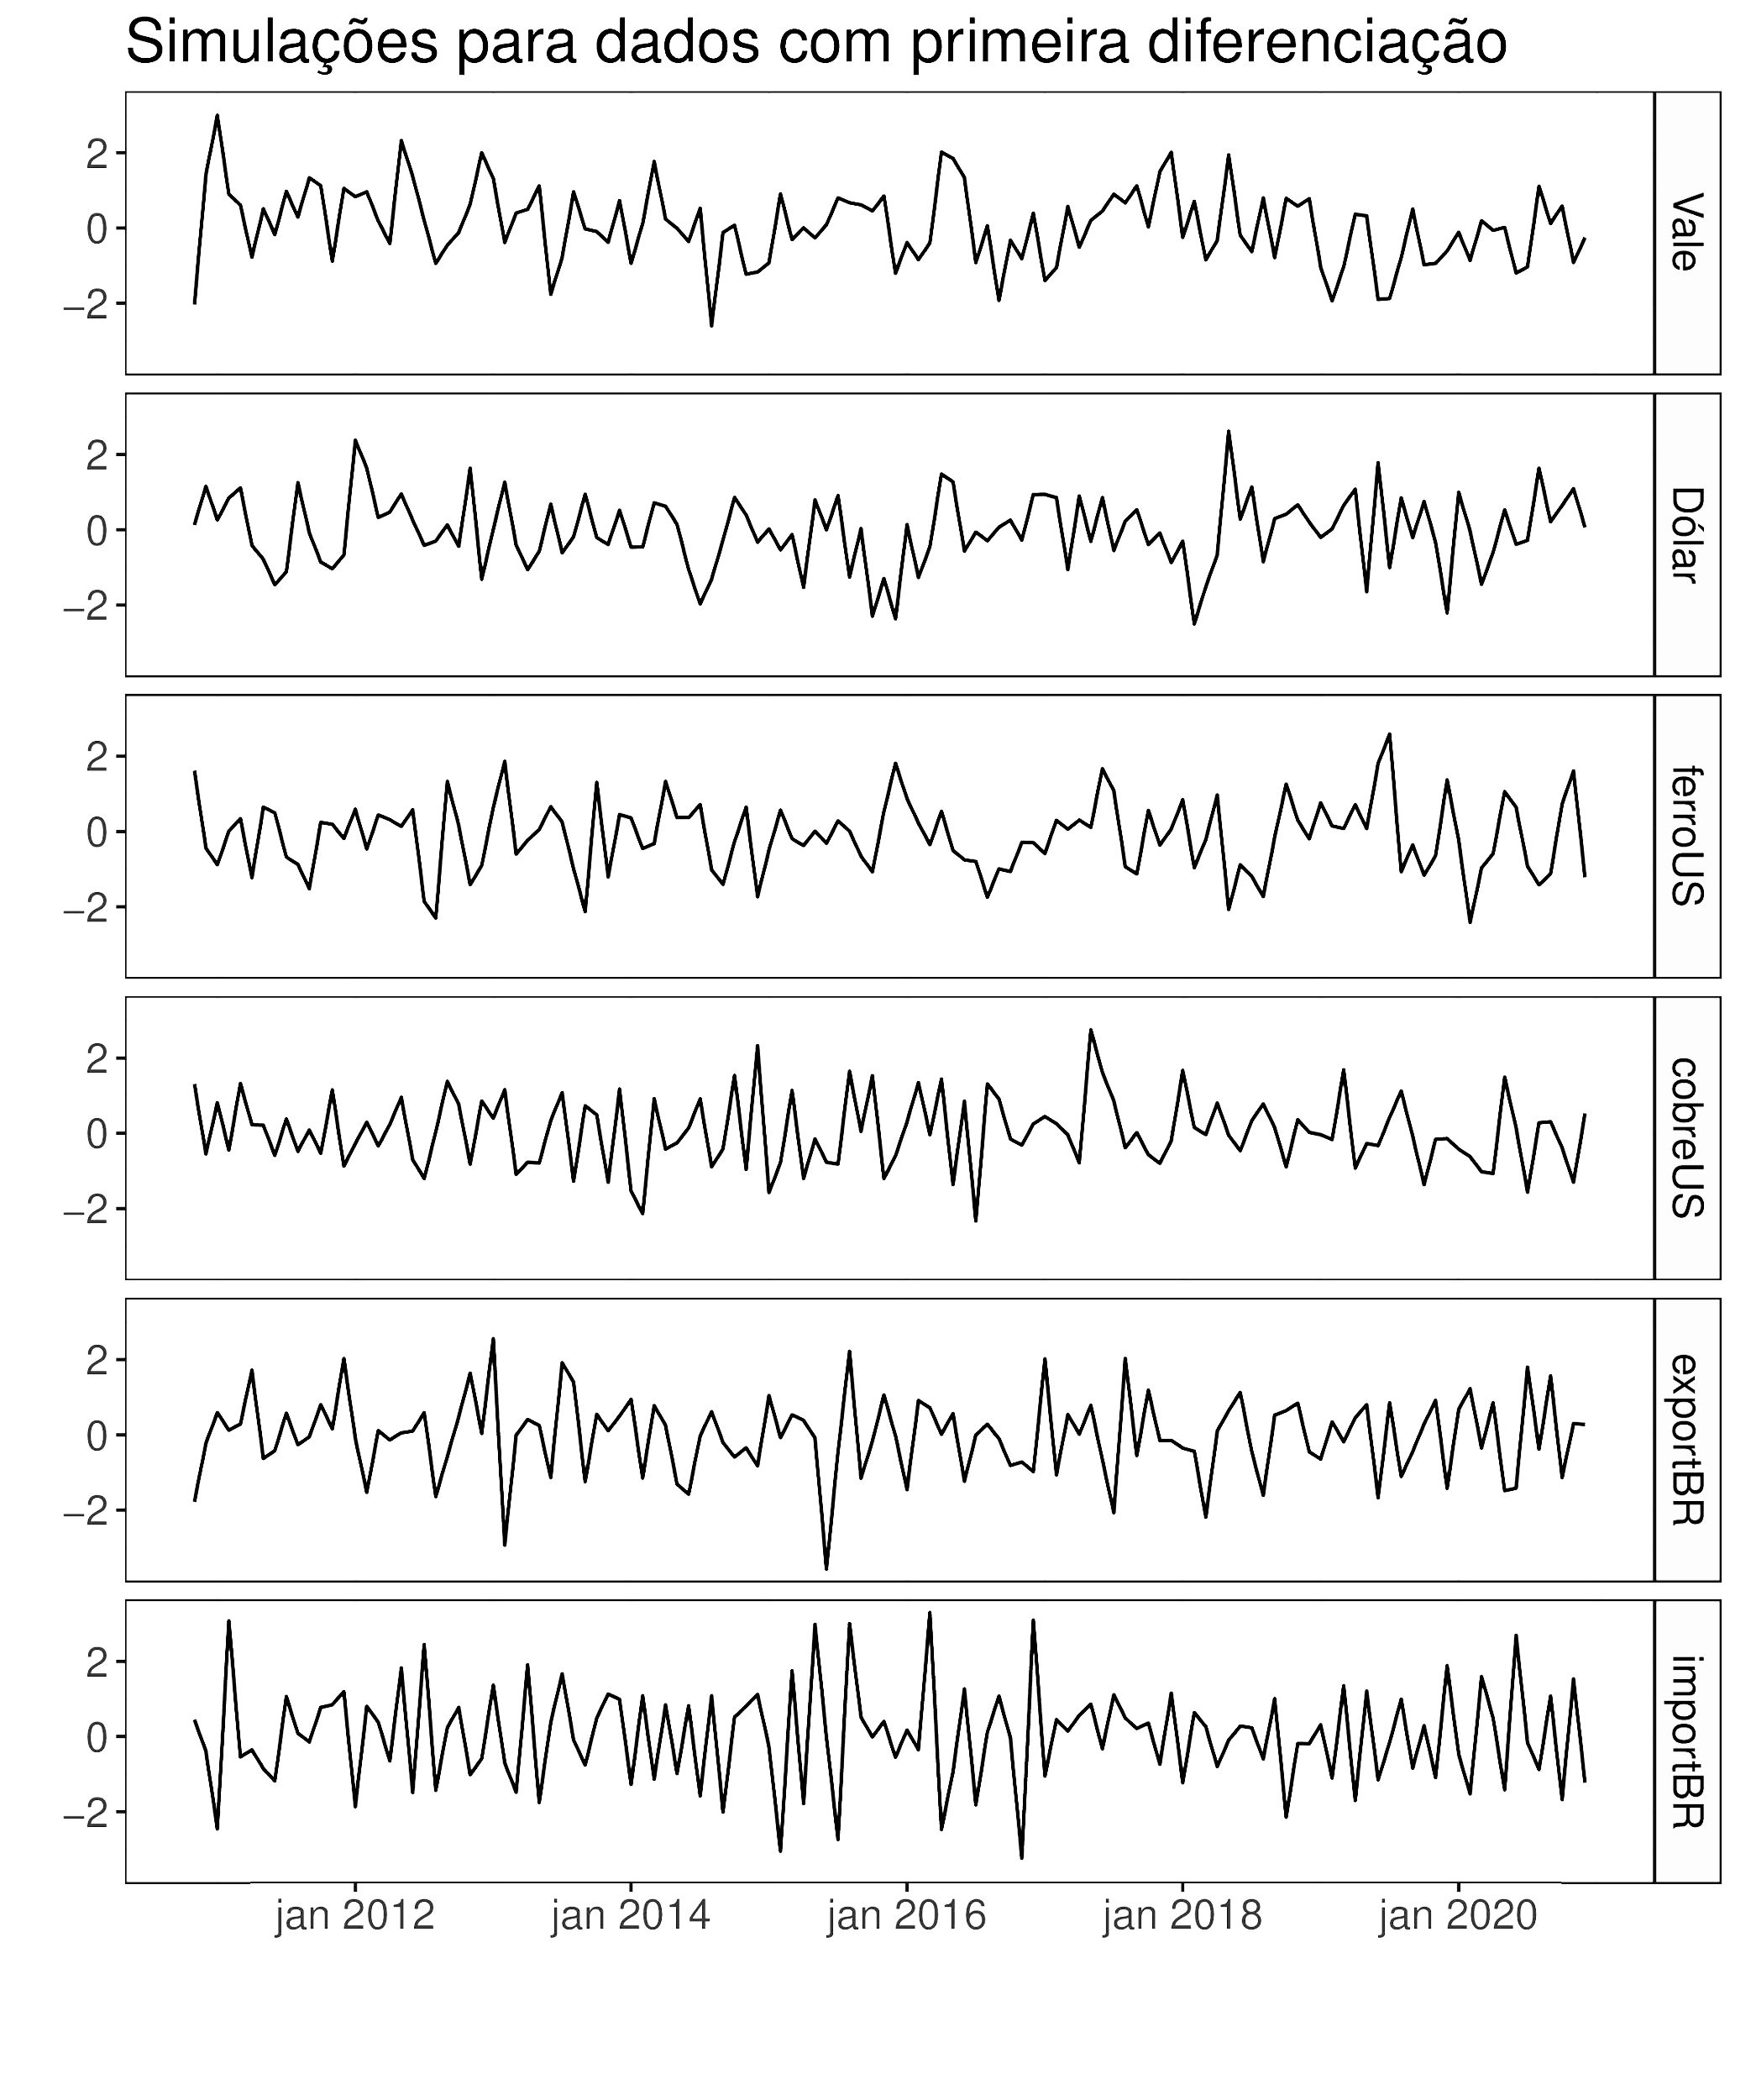 Simulações para dados com primeira diferenciação
2
0
−2
Vale
2
0
−2
Dólar
2
0
−2
ferroUS
2
0
−2
cobreUS
2
0
−2
exportBR
2
0
−2
importBR
jan 2012 jan 2014 jan 2016 jan 2018 jan 2020